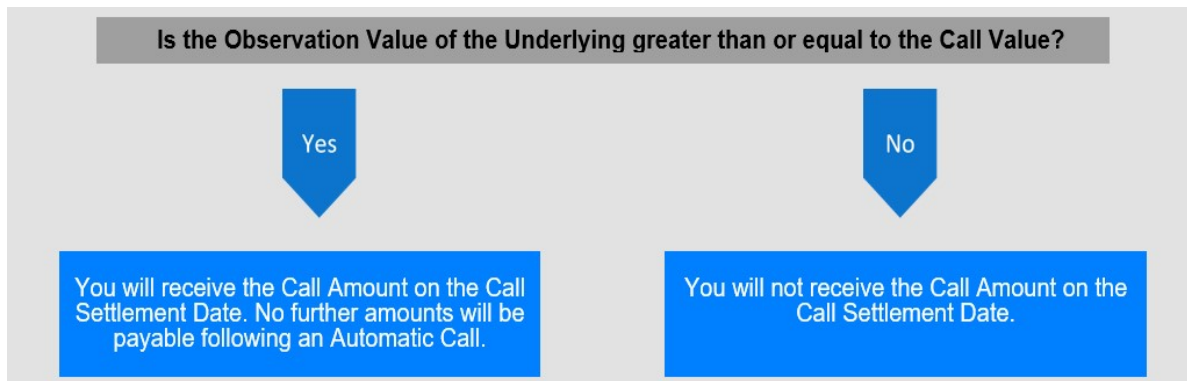 Is the Observation Value of the Underlying greater than or equal to the Call Value?
Yes
No
You will receive the Call Amount on the Call
Settlement Date. No further amounts will be
payable following an Automatic Call.
You will not receive the Call Amount on the
Call Settlement Date.